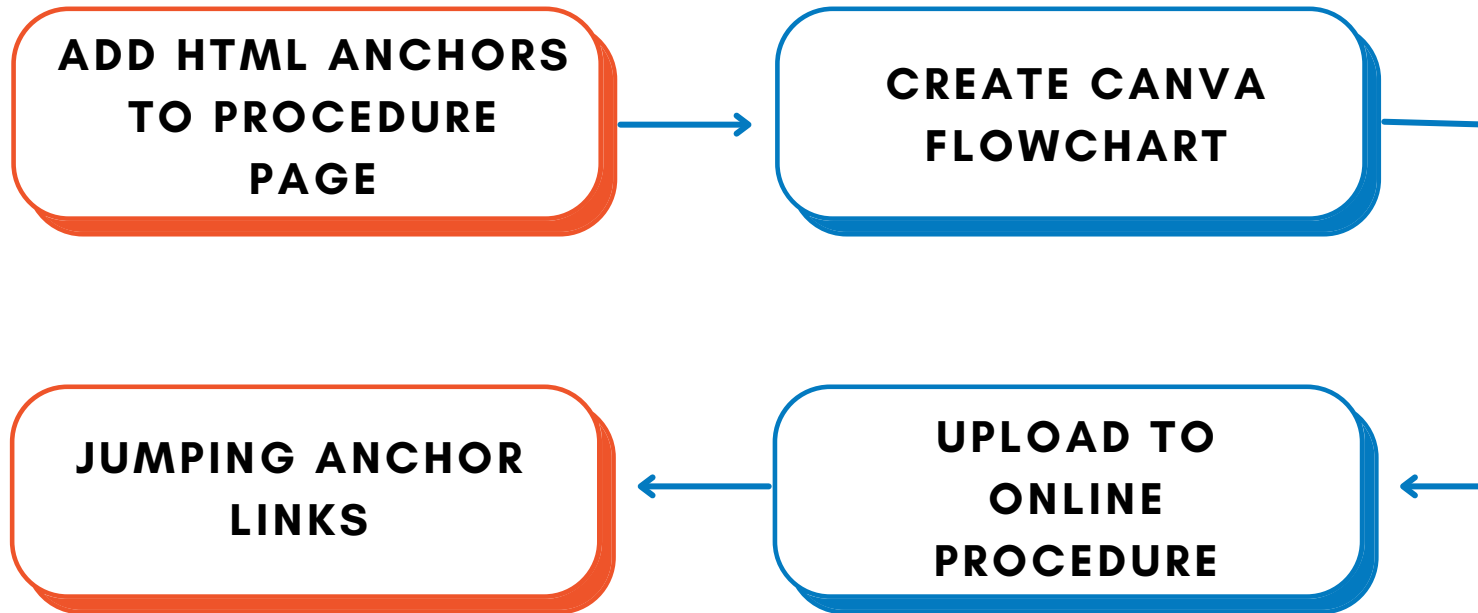 ADD HTML ANCHORS
TO PROCEDURE
PAGE
CREATE CANVA
FLOWCHART
UPLOAD TO
ONLINE
PROCEDURE
JUMPING ANCHOR
LINKS